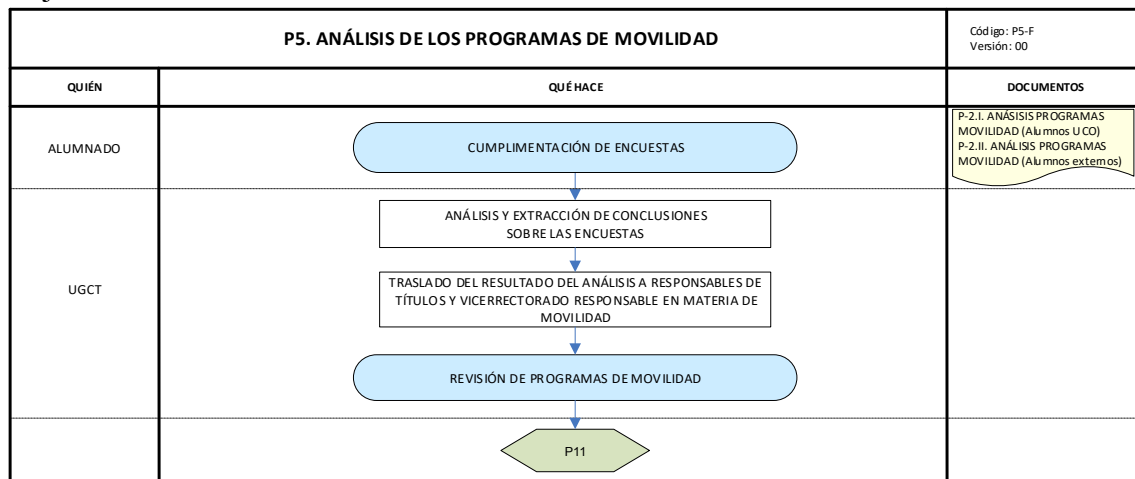 P5. ANÁLISIS DE LOS PROGRAMAS DE MOVILIDAD
Código: P5-F
Versión: 00
QUIÉN
QUÉ HACE
DOCUMENTOS
ALUMNADO
CUMPLIMENTACIÓN DE ENCUESTAS
P-2.I. ANÁSISIS PROGRAMAS
MOVILIDAD (Alumnos UCO)
P-2.II. ANÁLISIS PROGRAMAS
MOVILIDAD (Alumnos externos)
UGCT
ANÁLISIS Y EXTRACCIÓN DE CONCLUSIONES
SOBRE LAS ENCUESTAS
TRASLADO DEL RESULTADO DEL ANÁLISIS A RESPONSABLES DE
TÍTULOS Y VICERRECTORADO RESPONSABLE EN MATERIA DE
MOVILIDAD
REVISIÓN DE PROGRAMAS DE MOVILIDAD
P11